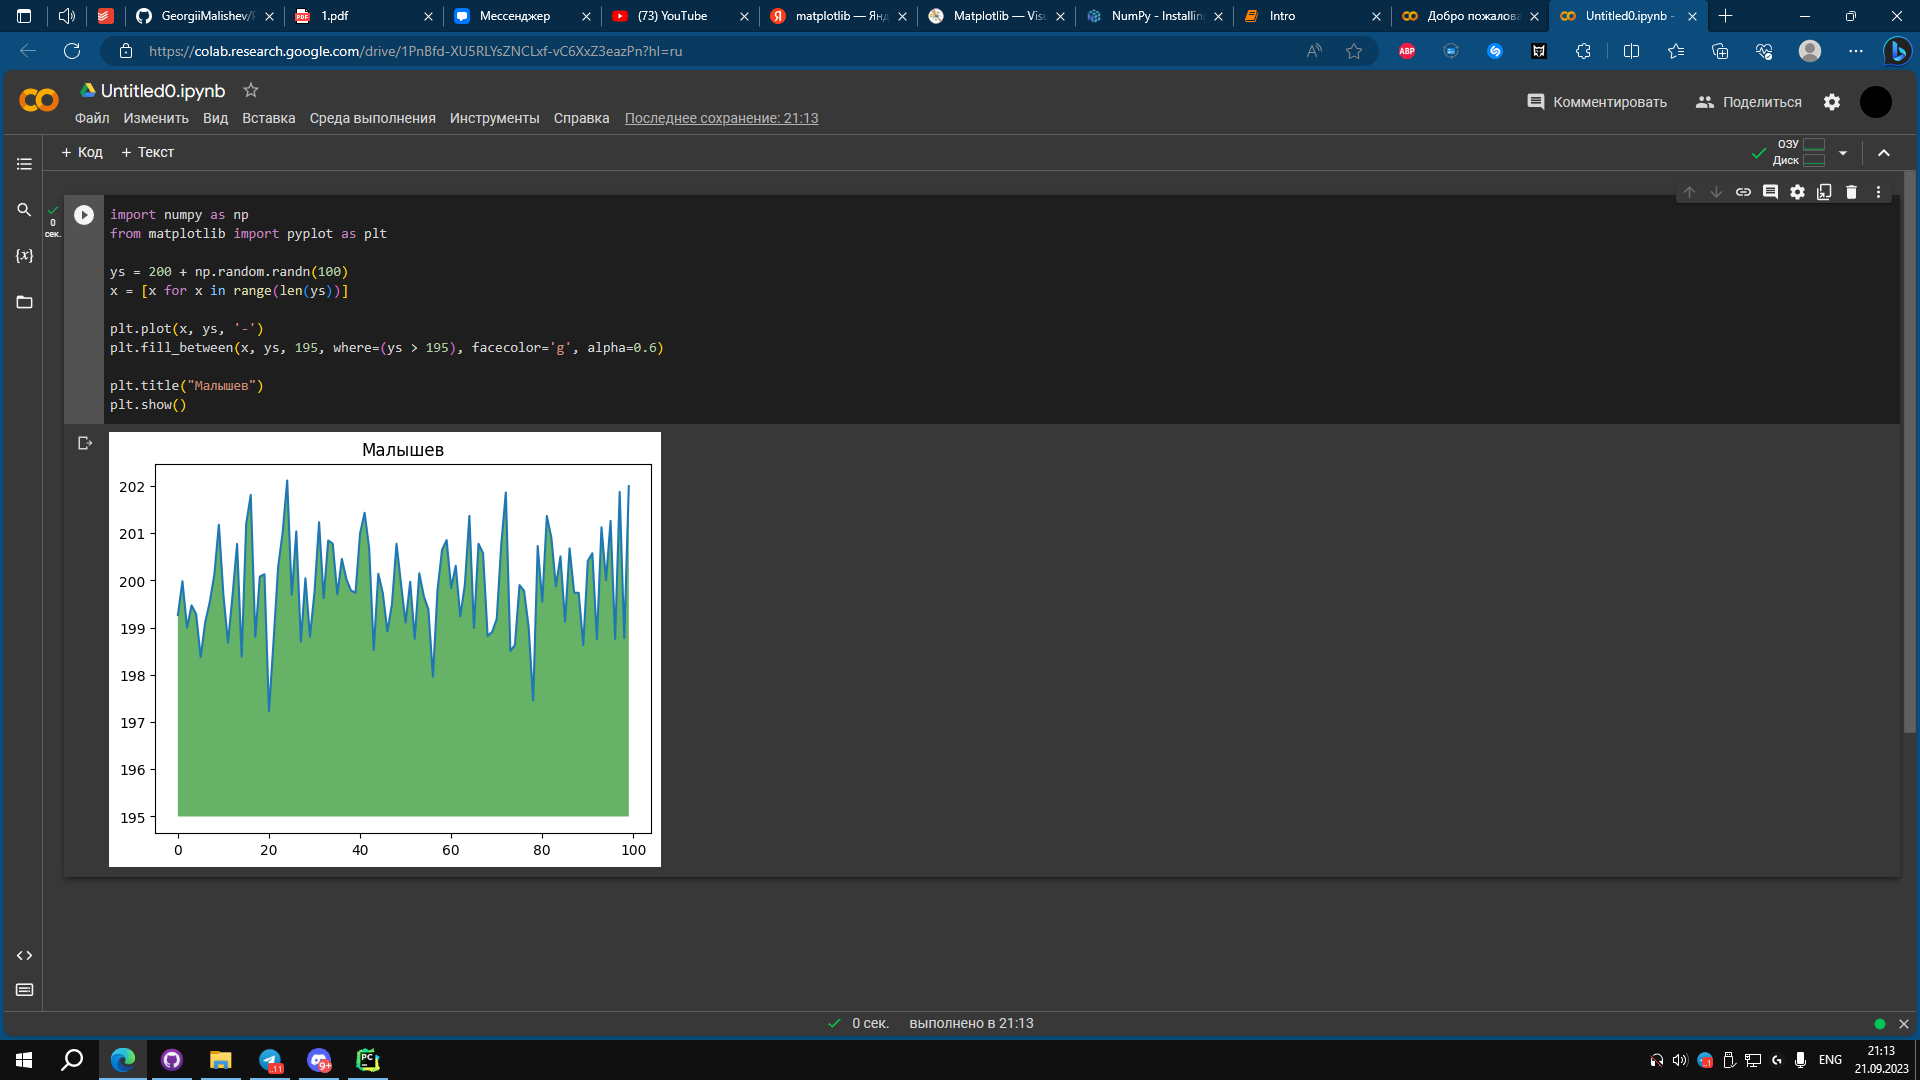 GeorgiiMalishev/
1.pdf
Мессенджер
(73) YouTube
matplotlib — Янд
Matplotlib — Visu
NumPy - Installin
Intro
Добро пожалова
Untitled0.ipynb -
https://colab.research.google.com/drive/1PnBfd-XU5RLYsZNCLxf-vC6XxZ3eazPn?hl=ru
ABP
Untitled0.ipynb
Комментировать
Поделиться
Файл Изменить Вид Вставка Среда выполнения Инструменты Справка Последнее сохранение: 21:13
+ Код + Текст
ОЗУ
Диск
0
сек.
{x}
import numpy as np
from matplotlib import pyplot as plt
ys = 200 + np.random.randn(100)
x = [x for x in range(len(ys))]
plt.plot(x, ys, '-')
plt.fill_between(x, ys, 195, where=(ys > 195), facecolor='g', alpha=0.6)
plt.title("Малышев")
plt.show()
Малышев
202
201
200
199
198
197
196
195
0 20 40 60 80 100
0 сек. выполнено в 21:13
PC
..11
9+
ENG
21:13
21.09.2023